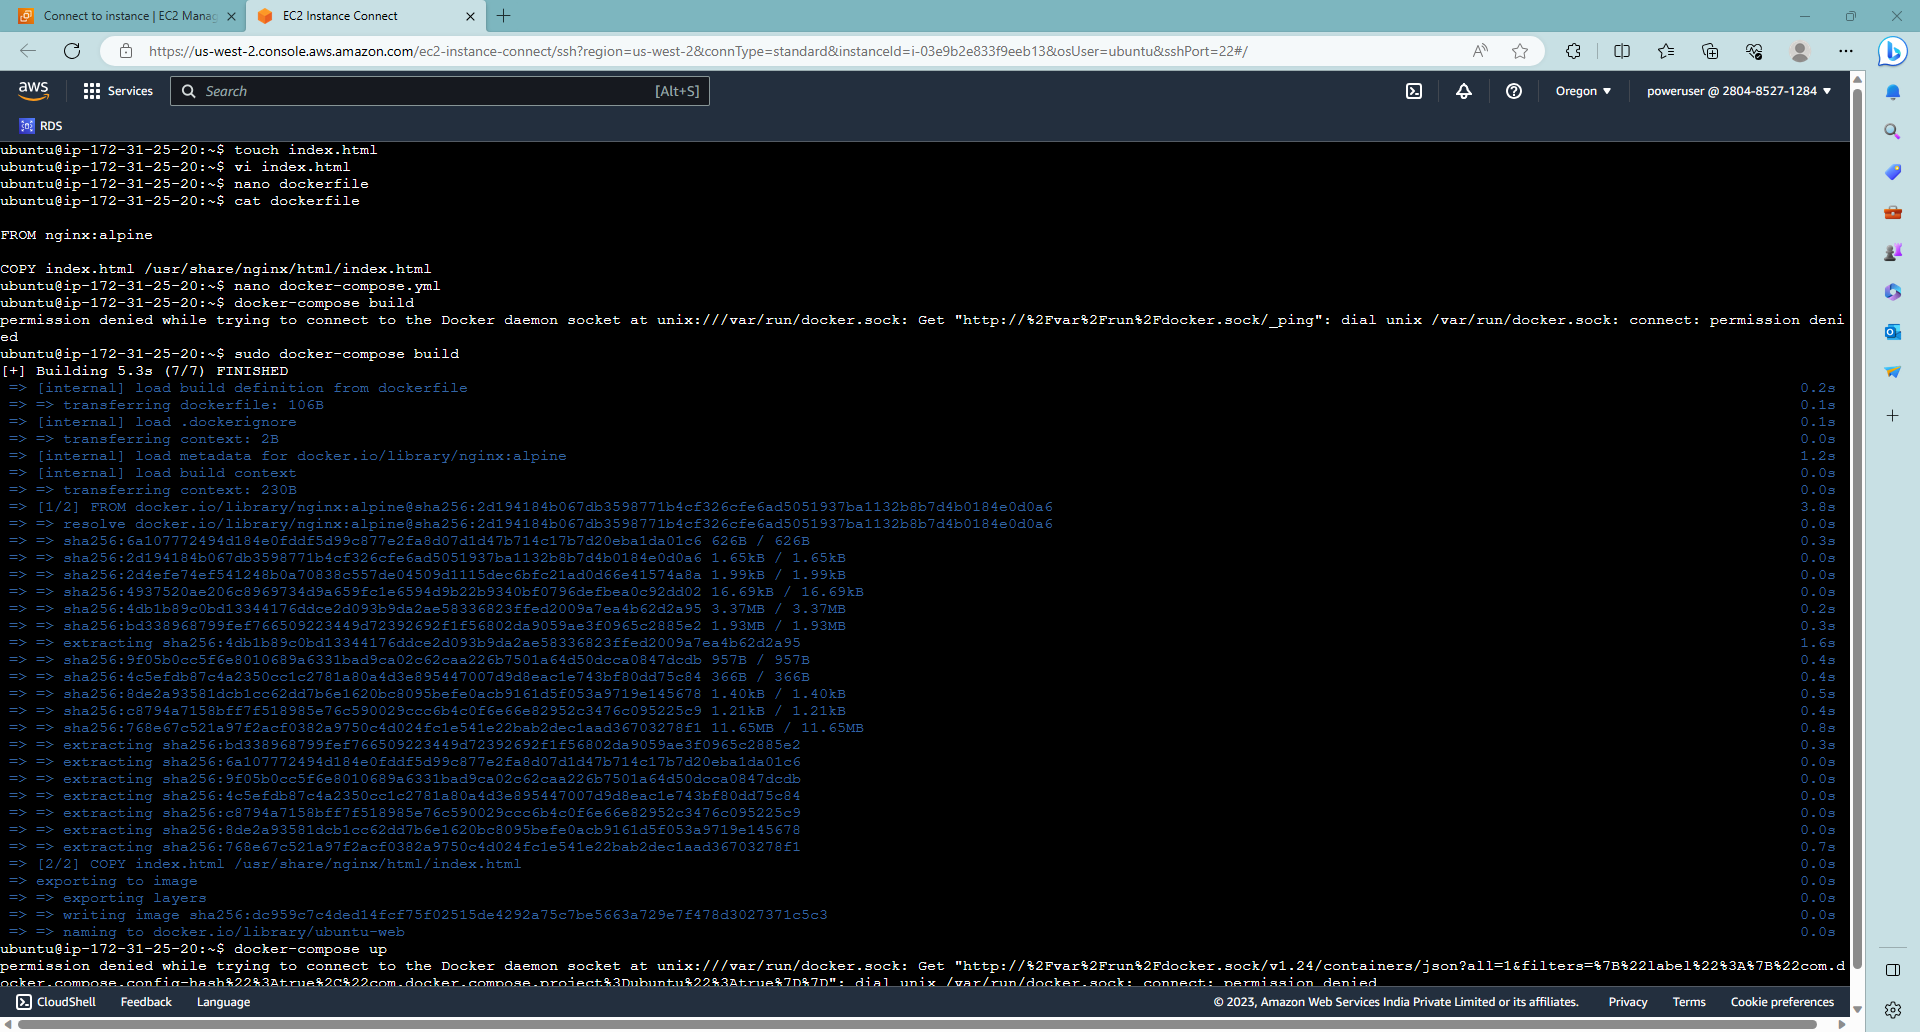 Connect to instance | EC2 Manag
EC2 Instance Connect
https://us-west-2.console.aws.amazon.com/ec2-instance-connect/ssh?region=us-west-2&connType=standard&instanceId=i-03e9b2e833f9eeb13&osUser=ubuntu&sshPort=22#/
aws
Services
Search
[Alt+S]
Oregon
poweruser @ 2804-8527-1284
RDS
ubuntu@ip-172-31-25-20:~$ touch index.html
ubuntu@ip-172-31-25-20:~$ vi index.html
ubuntu@ip-172-31-25-20:~$ nano dockerfile
ubuntu@ip-172-31-25-20:~$ cat dockerfile
FROM nginx:alpine
COPY index.html /usr/share/nginx/html/index.html
ubuntu@ip-172-31-25-20:~$ nano docker-compose.yml
ubuntu@ip-172-31-25-20:~$ docker-compose build
permission denied while trying to connect to the Docker daemon socket at unix:///var/run/docker.sock: Get "http://%2Fvar%2Frun%2Fdocker.sock/_ping": dial unix /var/run/docker.sock: connect: permission deni
ed
ubuntu@ip-172-31-25-20:~$ sudo docker-compose build
[+] Building 5.3s (7/7) FINISHED
=> [internal] load build definition from dockerfile 0.2s
=> => transferring dockerfile: 106B 0.1s
=> [internal] load .dockerignore 0.1s
=> => transferring context: 2B 0.0s
=> [internal] load metadata for docker.io/library/nginx:alpine 1.2s
=> [internal] load build context 0.0s
=> => transferring context: 230B 0.0s
=> [1/2] FROM docker.io/library/nginx:alpine@sha256:2d194184b067db3598771b4cf326cfe6ad5051937ba1132b8b7d4b0184e0d0a6 3.8s
=> => resolve docker.io/library/nginx:alpine@sha256:2d194184b067db3598771b4cf326cfe6ad5051937ba1132b8b7d4b0184e0d0a6 0.0s
=> => sha256:6a107772494d184e0fddf5d99c877e2fa8d07d1d47b714c17b7d20eba1da01c6 626B / 626B 0.3s
=> => sha256:2d194184b067db3598771b4cf326cfe6ad5051937ba1132b8b7d4b0184e0d0a6 1.65kB / 1.65kB 0.0s
=> => sha256:2d4efe74ef541248b0a70838c557de04509d1115dec6bfc21ad0d66e41574a8a 1.99kB / 1.99kB 0.0s
=> => sha256:4937520ae206c8969734d9a659fc1e6594d9b22b9340bf0796defbea0c92dd02 16.69kB / 16.69kB 0.0s
=> => sha256:4db1b89c0bd13344176ddce2d093b9da2ae58336823ffed2009a7ea4b62d2a95 3.37MB / 3.37MB 0.2s
=> => sha256:bd338968799fef766509223449d72392692f1f56802da9059ae3f0965c2885e2 1.93MB / 1.93MB 0.3s
=> => extracting sha256:4db1b89c0bd13344176ddce2d093b9da2ae58336823ffed2009a7ea4b62d2a95 1.6s
=> => sha256:9f05b0cc5f6e8010689a6331bad9ca02c62caa226b7501a64d50dcca0847dcdb 957B / 957B 0.4s
=> => sha256:4c5efdb87c4a2350cc1c2781a80a4d3e895447007d9d8eac1e743bf80dd75c84 366B / 366B 0.4s
=> => sha256:8de2a93581dcb1cc62dd7b6e1620bc8095befe0acb9161d5f053a9719e145678 1.40kB / 1.40kB 0.5s
=> => sha256:c8794a7158bff7f518985e76c590029ccc6b4c0f6e66e82952c3476c095225c9 1.21kB / 1.21kB 0.4s
=> => sha256:768e67c521a97f2acf0382a9750c4d024fc1e541e22bab2dec1aad36703278f1 11.65MB / 11.65MB 0.8s
=> => extracting sha256:bd338968799fef766509223449d72392692f1f56802da9059ae3f0965c2885e2 0.3s
=> => extracting sha256:6a107772494d184e0fddf5d99c877e2fa8d07d1d47b714c17b7d20eba1da01c6 0.0s
=> => extracting sha256:9f05b0cc5f6e8010689a6331bad9ca02c62caa226b7501a64d50dcca0847dcdb 0.0s
=> => extracting sha256:4c5efdb87c4a2350cc1c2781a80a4d3e895447007d9d8eac1e743bf80dd75c84 0.0s
=> => extracting sha256:c8794a7158bff7f518985e76c590029ccc6b4c0f6e66e82952c3476c095225c9 0.0s
=> => extracting sha256:8de2a93581dcb1cc62dd7b6e1620bc8095befe0acb9161d5f053a9719e145678 0.0s
=> => extracting sha256:768e67c521a97f2acf0382a9750c4d024fc1e541e22bab2dec1aad36703278f1 0.7s
=> [2/2] COPY index.html /usr/share/nginx/html/index.html 0.0s
=> exporting to image 0.0s
=> => exporting layers 0.0s
=> => writing image sha256:dc959c7c4ded14fcf75f02515de4292a75c7be5663a729e7f478d3027371c5c3 0.0s
=> => naming to docker.io/library/ubuntu-web 0.0s
ubuntu@ip-172-31-25-20:~$ docker-compose up
permission denied while trying to connect to the Docker daemon socket at unix:///var/run/docker.sock: Get "http://%2Fvar%2Frun%2Fdocker.sock/v1.24/containers/json?all=1&filters=%7B%22label%22%3A%7B%22com.d
ocker.compose.config-hash%22%3Atrue%2C%22com.docker.compose.project%3Dubuntu%22%3Atrue%7D%7D": dial unix /var/run/docker.sock: connect: permission denied
CloudShell
Feedback
Language
© 2023, Amazon Web Services India Private Limited or its affiliates.
Privacy
Terms
Cookie preferences